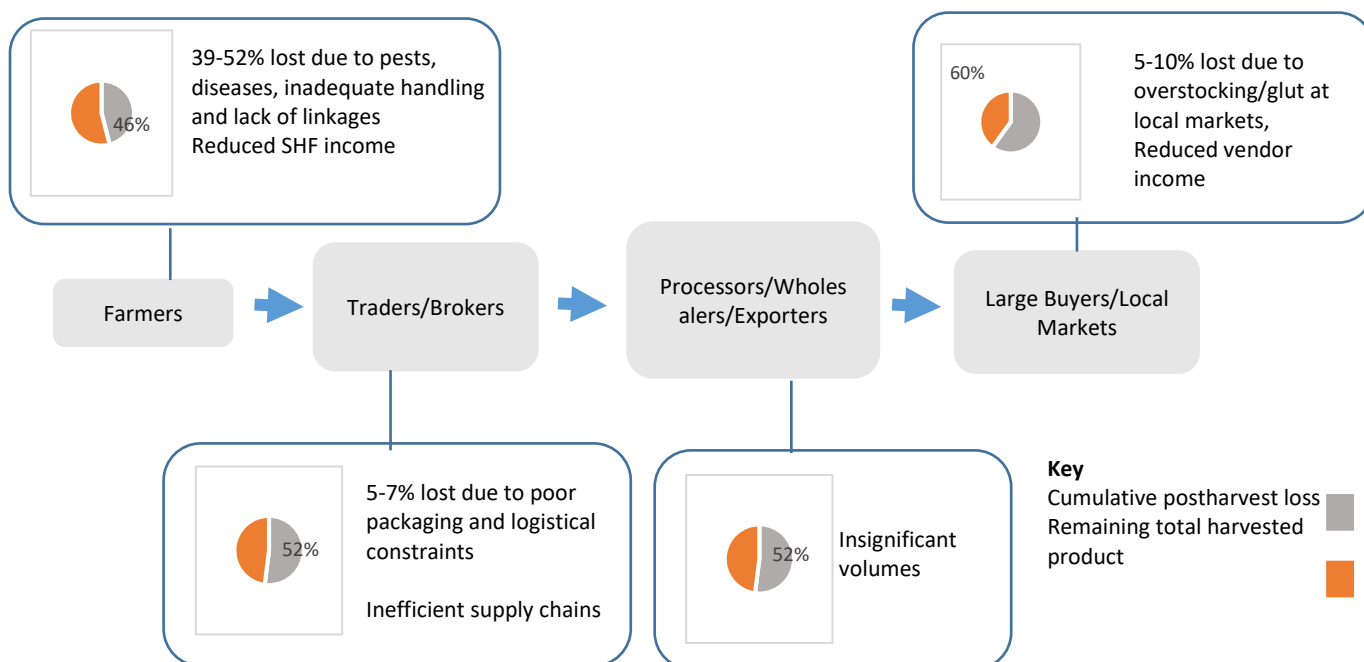 46%
39-52% lost due to pests,
diseases, inadequate handling
and lack of linkages
Reduced SHF income
60%
5-10% lost due to
overstocking/glut at
local markets,
Reduced vendor
income
Farmers
Traders/Brokers
Processors/Wholes
alers/Exporters
Large Buyers/Local
Markets
52%
5-7% lost due to poor
packaging and logistical
constraints
Inefficient supply chains
52%
Insignificant
volumes
Key
Cumulative postharvest loss
Remaining total harvested
product